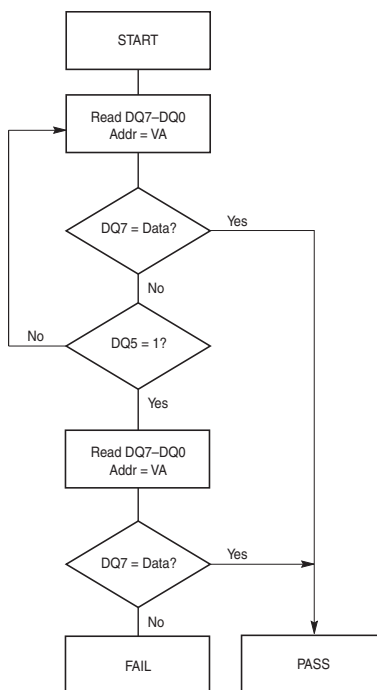 START
Read DQ7–DQ0
Addr = VA
DQ7 = Data?
Yes
No
No
DQ5 = 1?
Yes
Read DQ7–DQ0
Addr = VA
DQ7 = Data?
Yes
No
FAIL
PASS